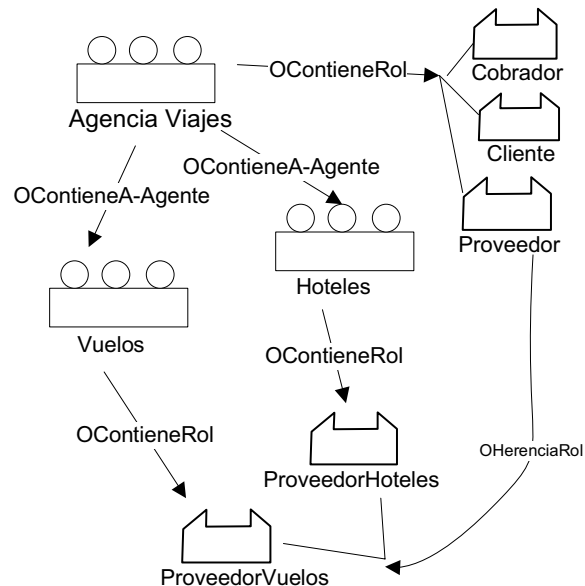 OContieneRol
Cobrador
Agencia Viajes
Cliente
OContieneA-Agente
OContieneA-Agente
Proveedor
Hoteles
Vuelos
OContieneRol
OContieneRol
OHerenciaRol
ProveedorHoteles
ProveedorVuelos